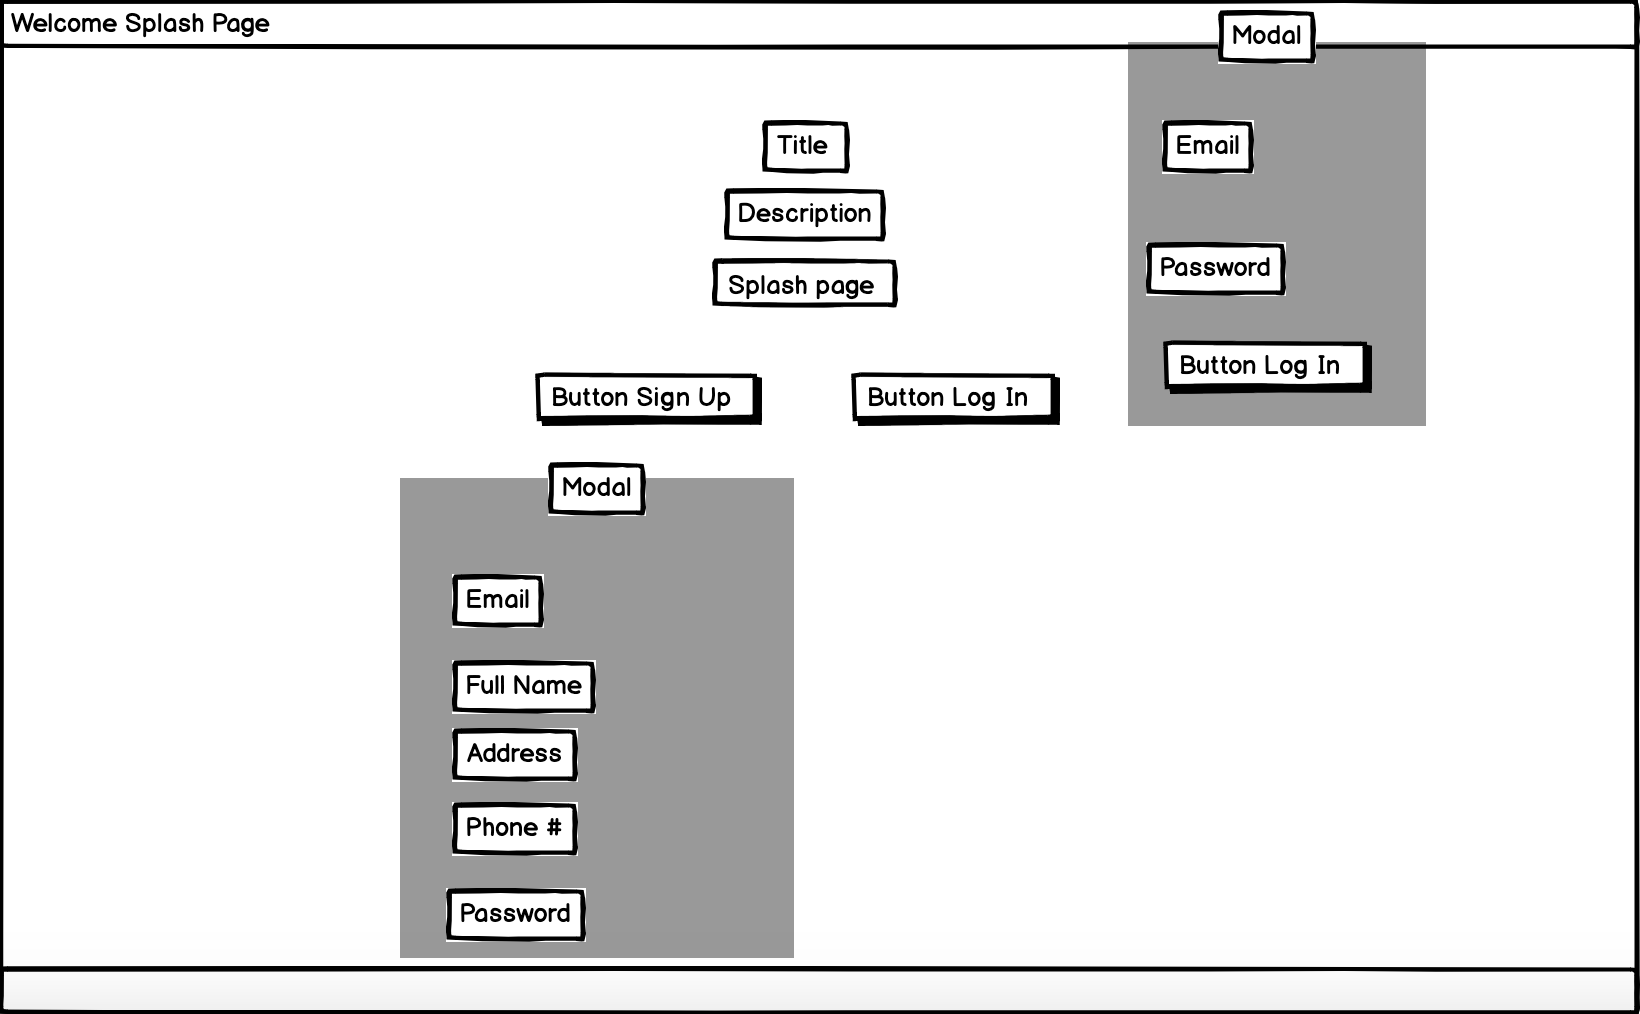 Welcome Splash Page
Modal
Title
Email
Description
Password
Splash page
Button Log In
Button Sign Up
Button Log In
Modal
Email
Full Name
Address
Phone #
Password